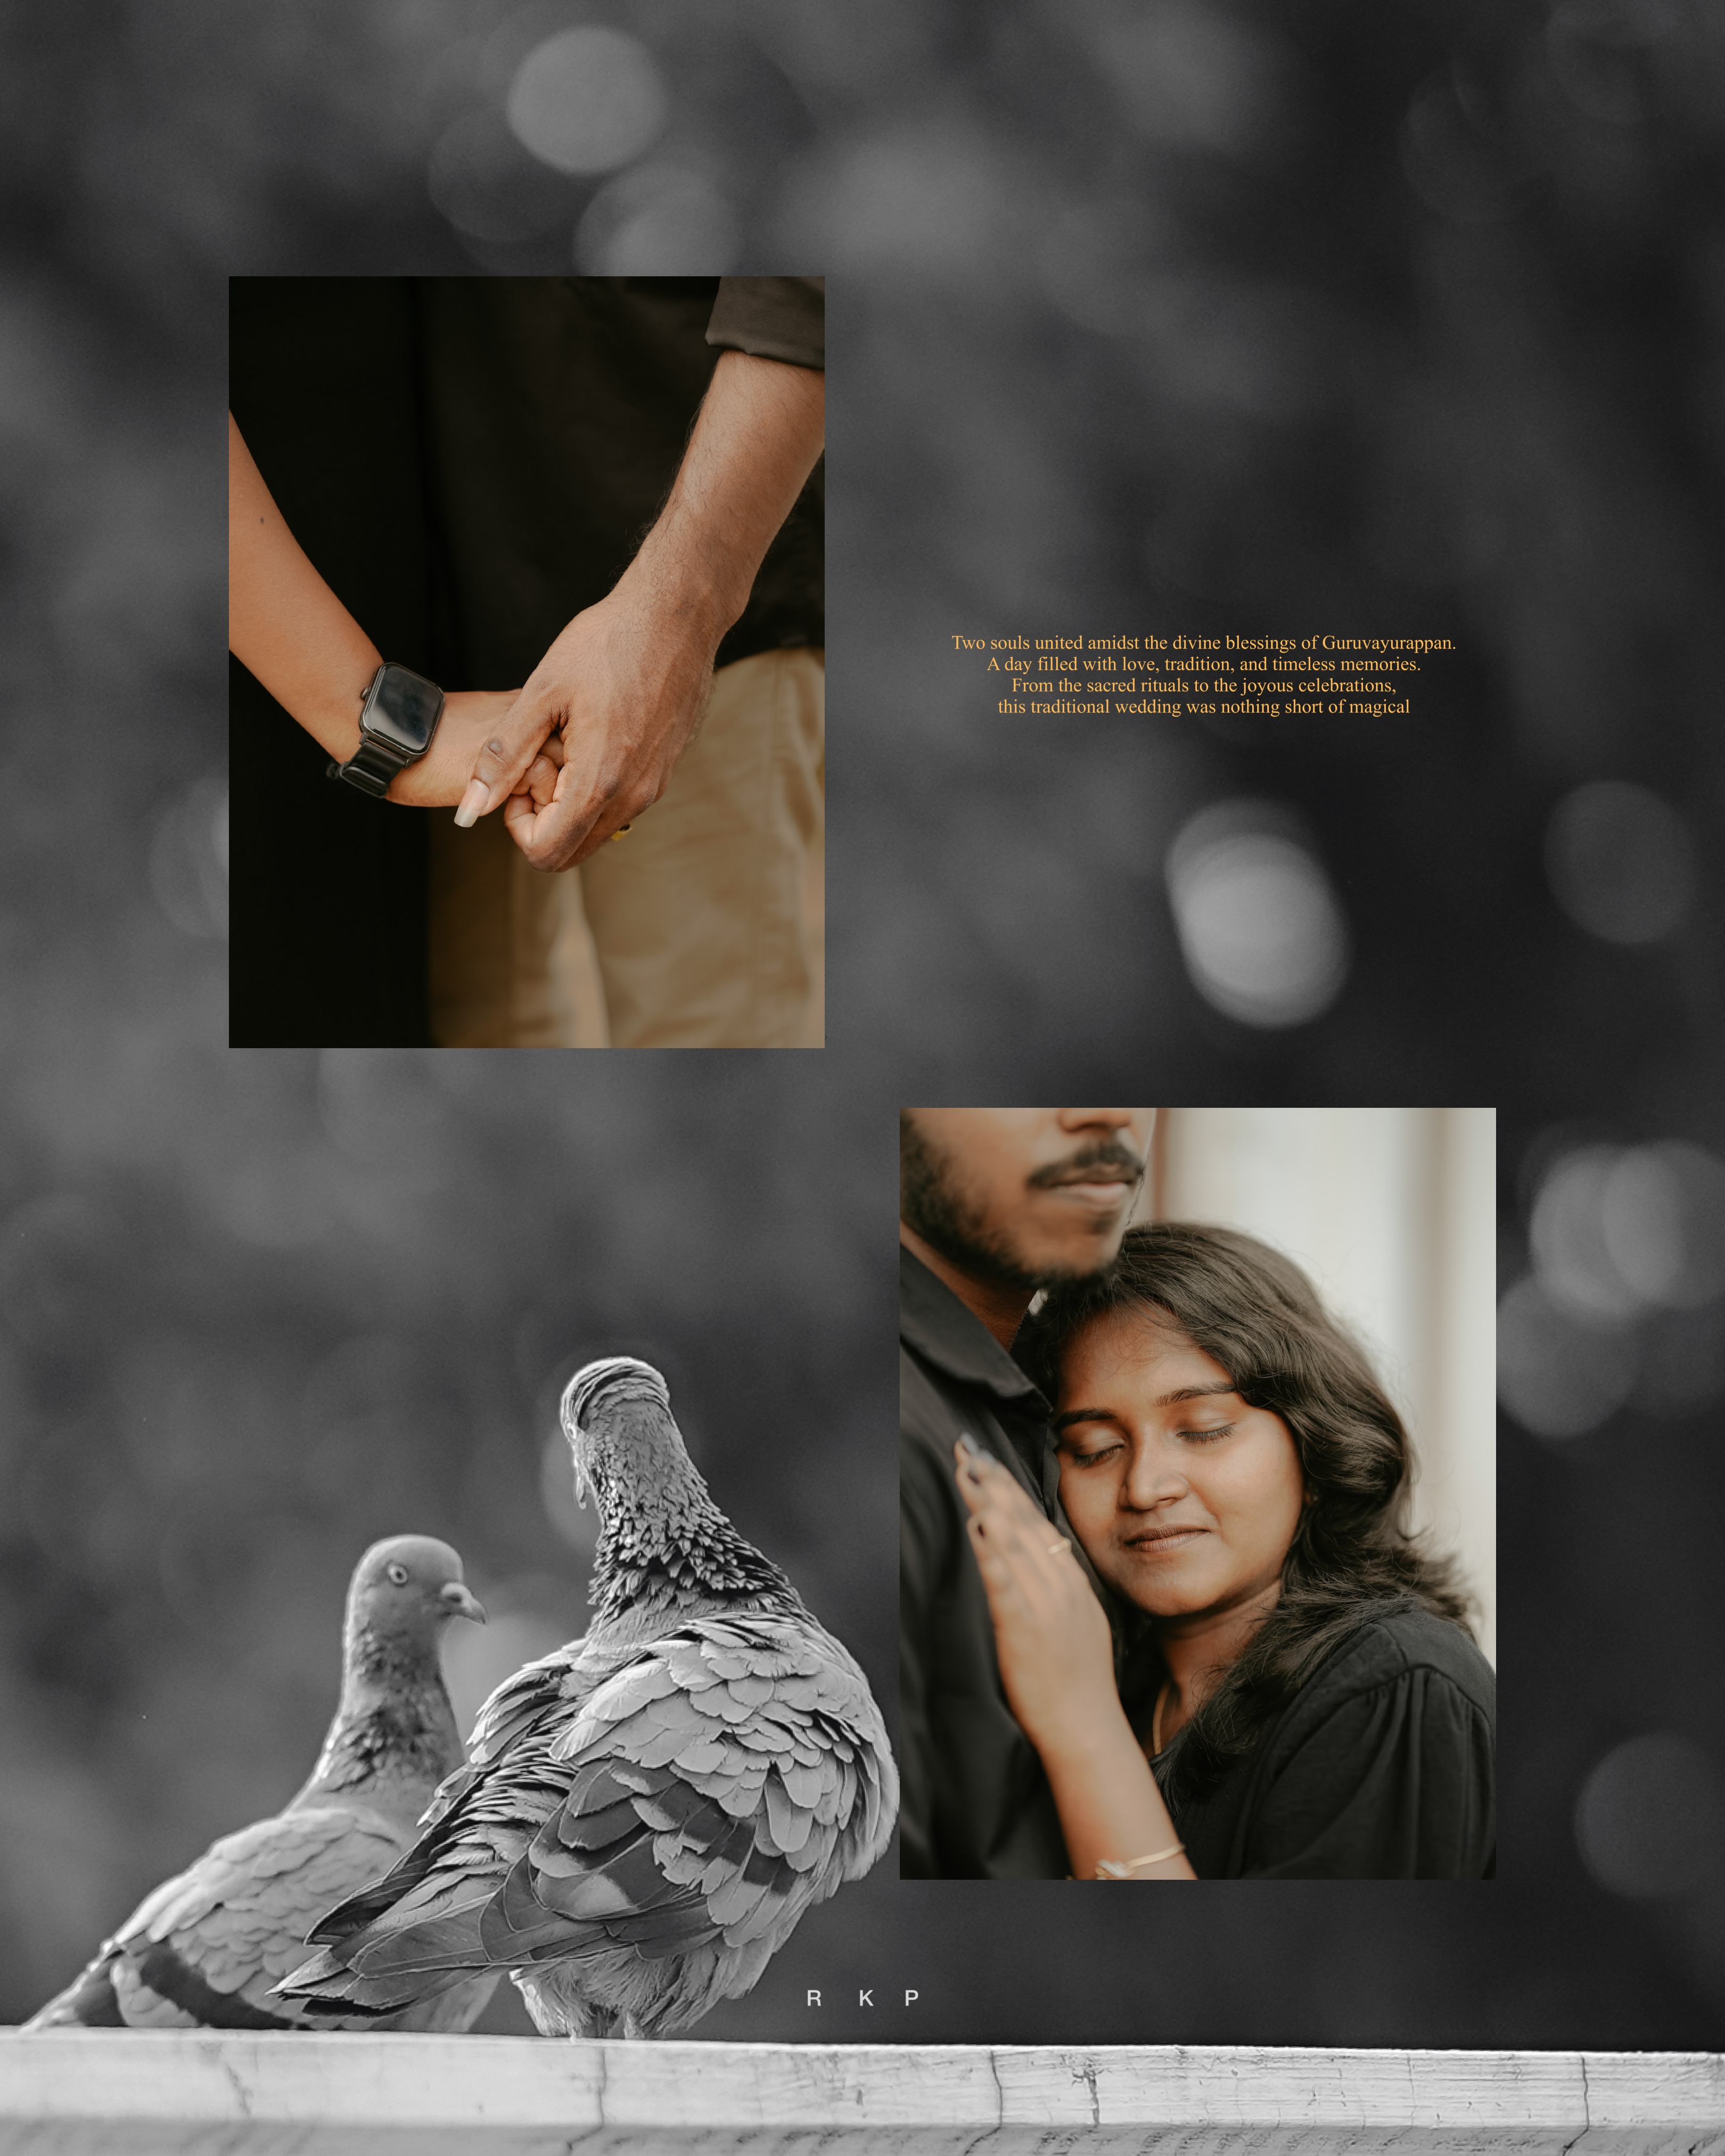 Two souls united amidst the divine blessings of Guruvayurappan.
A day filled with love, tradition, and timeless memories.
From the sacred rituals to the joyous celebrations,
this traditional wedding was nothing short of magical
R K P